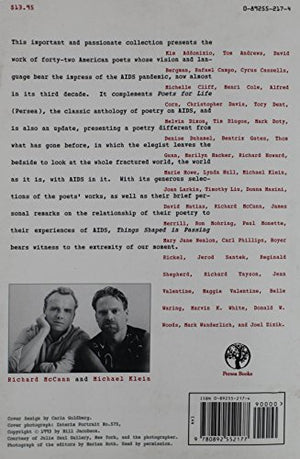 $13.95
0-89255-217-4
This important and passionate collection presents the
work of forty-two American poets whose vision and lan-
guage bear the impress of the AIDS pandemic, now almost
in its third decade. It complements Poets for Life
(Persea), the classic anthology of poetry on AIDS, and
is also an update, presenting a poetry different from
what has gone before, in which the elegist leaves the
bedside to look at the whole fractured world, the world
as it is, with AIDS in it. With its generous selec-
tions of the poets' works, as well as their brief per-
sonal remarks on the relationship of their poetry to
their experiences of AIDS, Things Shaped in Passing
bears witness to the extremity of our moment.
Kim Addonizio, Tom Andrews, David
Bergman, Rafael Campo, Cyrus Cassells,
Michelle Cliff, Henri Cole, Alfred
Corn, Christopher Davis, Tory Dent,
Melvin Dixon, Tim Dlugos, Mark Doty,
Denise Duhamel, Beatrix Gates, Thom
Gunn, Marilyn Hacker, Richard Howard,
Marie Howe, Lynda Hull, Michael Klein,
Joan Larkin, Timothy Liu, Donna Masini,
David Matias, Richard McCann, James
Merrill, Ron Mohring, Paul Monette,
Mary Jane Nealon, Carl Phillips, Boyer
Rickel, Jerod Santek, Reginald
Shepherd, Richard Tayson, Jean
Valentine, Maggie Valentine, Belle
Waring, Marvin K. White, Donald W.
Woods, Mark Wunderlich, and Joel Zizik.
Richard McCann and Michael Klein
Persea Books
Cover design by Carin Goldberg.
Cover photograph: Portrait No.575,
Copyright © 1993 by Bill Jacobson.
Courtesy of Julie Saul Gallery, New York, and the photographer.
Photograph of the editors by Marion Roth. Used by permission.
ISBN 0-89255-217-4
90000
9 780892 552177